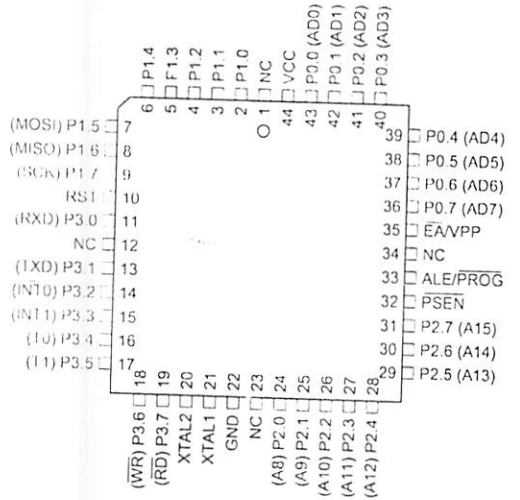 P1.4
P1.3
P1.2
P1.1
P1.0
NC
VCC
P0.0 (AD0)
P0.1 (AD1)
P0.2 (AD2)
P0.3 (AD3)
6
5
4
3
2
1
44
43
42
41
40
(MOSI) P1.5 7
(MISO) P1.6 8
(SCK) P1.7 9
RST 10
(RXD) P3.0 11
NC 12
(TXD) P3.1 13
(INT0) P3.2 14
(INT1) P3.3 15
(T0) P3.4 16
(T1) P3.5 17
39 P0.4 (AD4)
38 P0.5 (AD5)
37 P0.6 (AD6)
36 P0.7 (AD7)
35 EA/VPP
34 NC
33 ALE/PROG
32 PSEN
31 P2.7 (A15)
30 P2.6 (A14)
29 P2.5 (A13)
18
19
20
21
22
23
24
25
26
27
28
(WR) P3.6
(RD) P3.7
XTAL2
XTAL1
GND
NC
(A8) P2.0
(A9) P2.1
(A10) P2.2
(A11) P2.3
(A12) P2.4